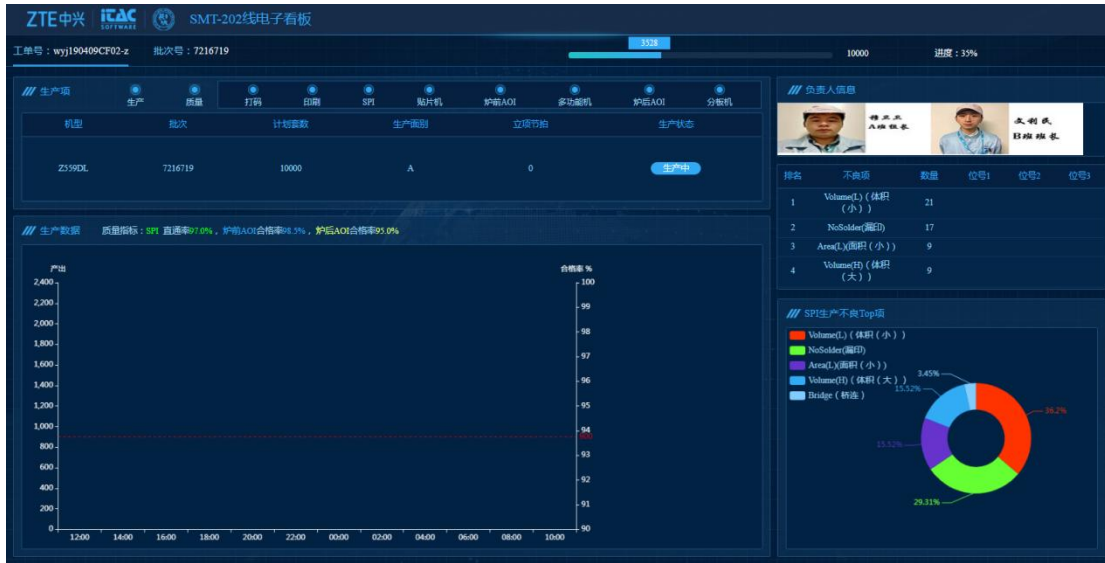 ZTE中兴 iTAC SOFTWARE SMT-202线电子看板
工单号：wyj190409CF02-z 批次号：7216719 3528 10000 进度：35%
生产项 生产 质量 打码 印刷 SPI 贴片机 炉前AOI 多功能机 炉后AOI 分板机
机型 批次 计划套数 生产面别 立项节拍 生产状态
Z559DL 7216719 10000 A 0 生产中
生产数据 质量指标：SPI 直通率97.0%，炉前AOI合格率98.5%，炉后AOI合格率95.0%
产出 合格率 %
2,400 100
2,200 99
2,000 98
1,800 97
1,600 96
1,400 95
1,200 94
1,000 93
800 92
600 91
400 90
200
0
900
12:00 14:00 16:00 18:00 20:00 22:00 00:00 02:00 04:00 06:00 08:00 10:00
负责人信息
A班 班长
B班 班长
排名 不良项 数量 位号1 位号2 位号3
1 Volume(L)(体积(小)) 21
2 NoSolder(漏印) 17
3 Area(L)(面积(小)) 9
4 Volume(H)(体积(大)) 9
SPI生产不良Top项
Volume(L)(体积(小))
NoSolder(漏印)
Area(L)(面积(小))
Volume(H)(体积(大))
Bridge(桥连)
3.45%
15.52%
36.2%
15.52%
29.31%